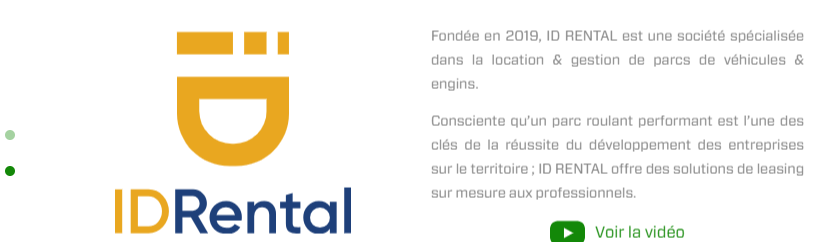 IDRental
Fondée en 2019, ID RENTAL est une société spécialisée
dans la location & gestion de parcs de véhicules &
engins.
Consciente qu'un parc roulant performant est l'une des
clés de la réussite du développement des entreprises
sur le territoire ; ID RENTAL offre des solutions de leasing
sur mesure aux professionnels.
Voir la vidéo